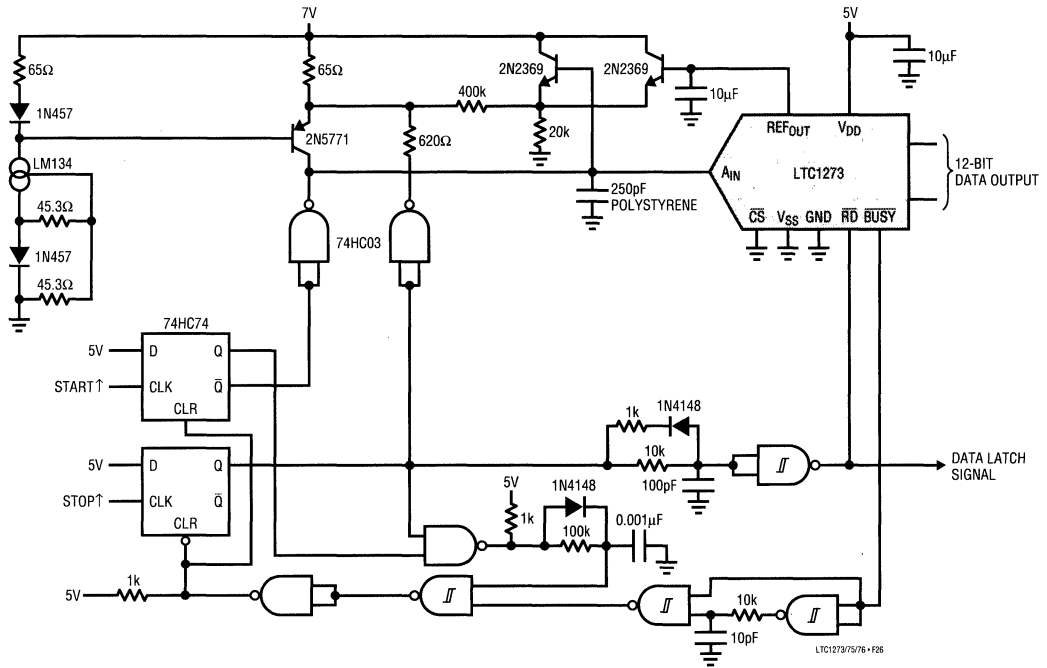 7V
5V
65Ω
65Ω
2N2369
2N2369
10µF
1N457
400k
10µF
2N5771
620Ω
20k
REFOUT
VDD
LM134
AIN
LTC1273
12-BIT
DATA OUTPUT
250pF
POLYSTYRENE
45.3Ω
CS VSS GND RD BUSY
74HC03
1N457
45.3Ω
74HC74
5V
D
Q
START↑
CLK
Q
CLR
1k
1N4148
5V
D
Q
10k
DATA LATCH
SIGNAL
100pF
STOP↑
CLK
Q
5V
1N4148
CLR
1k
0.001µF
100k
5V
1k
10k
10pF
LTC1273/75/76 • F26